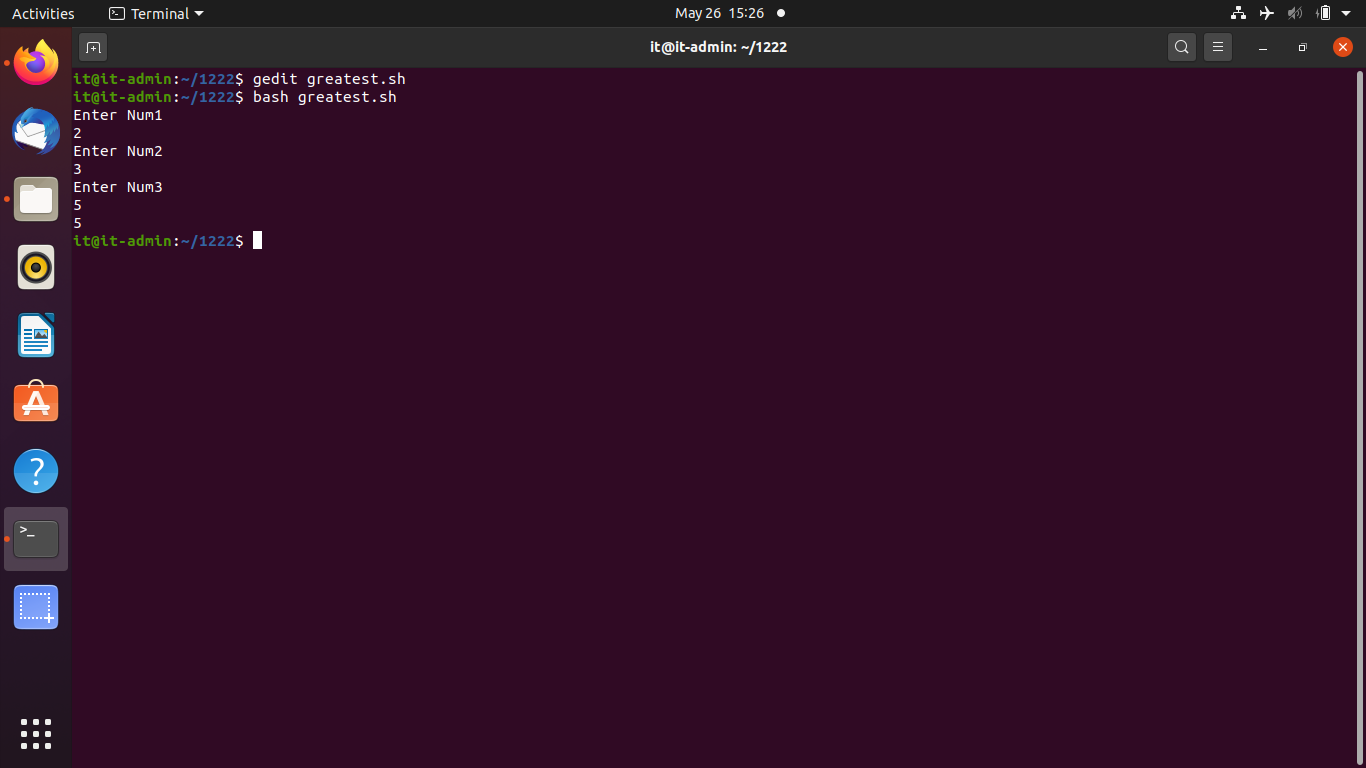 Activities Terminal May 26 15:26
it@it-admin: ~/1222
it@it-admin:~/1222$ gedit greatest.sh
it@it-admin:~/1222$ bash greatest.sh
Enter Num1
2
Enter Num2
3
Enter Num3
5
5
it@it-admin:~/1222$